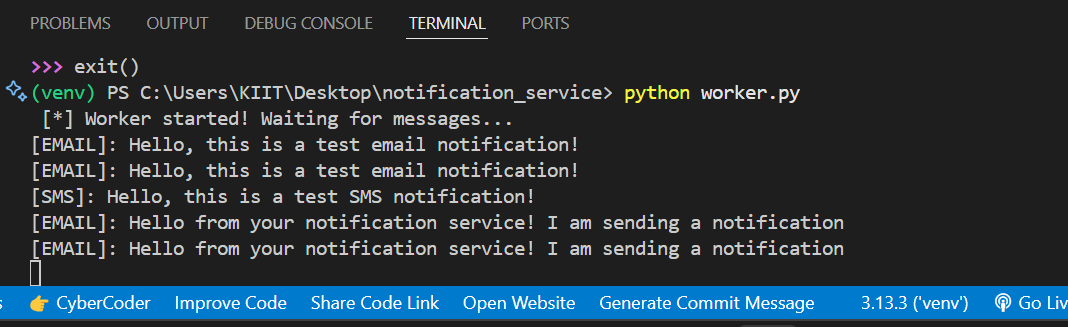 PROBLEMS OUTPUT DEBUG CONSOLE TERMINAL PORTS
>>> exit()
(venv) PS C:\Users\KIIT\Desktop\notification_service> python worker.py
[*] Worker started! Waiting for messages...
[EMAIL]: Hello, this is a test email notification!
[EMAIL]: Hello, this is a test email notification!
[SMS]: Hello, this is a test SMS notification!
[EMAIL]: Hello from your notification service! I am sending a notification
[EMAIL]: Hello from your notification service! I am sending a notification
s 👉 CyberCoder Improve Code Share Code Link Open Website Generate Commit Message 3.13.3 ('venv') Go Liv